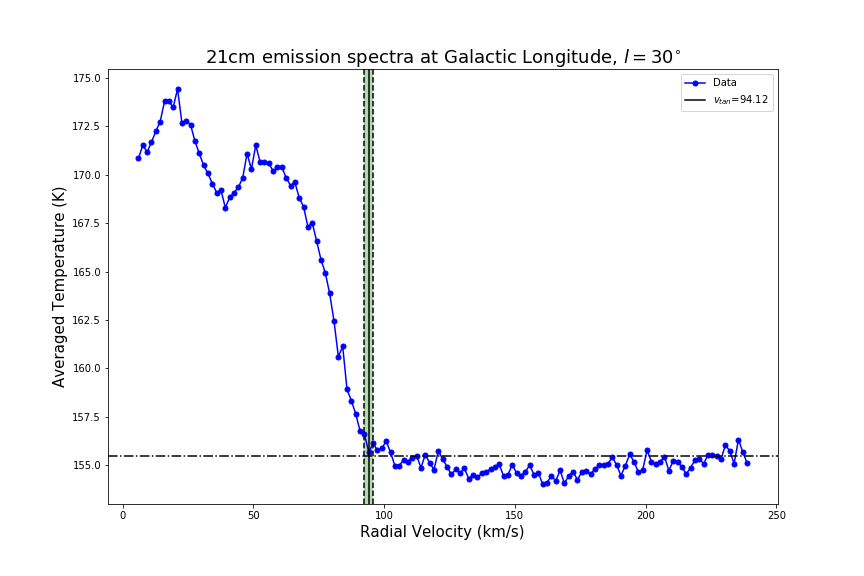 21cm emission spectra at Galactic Longitude, l = 30°
Data
v_tan=94.12
175.0
172.5
170.0
167.5
165.0
162.5
160.0
157.5
155.0
Averaged Temperature (K)
0 50 100 150 200 250
Radial Velocity (km/s)